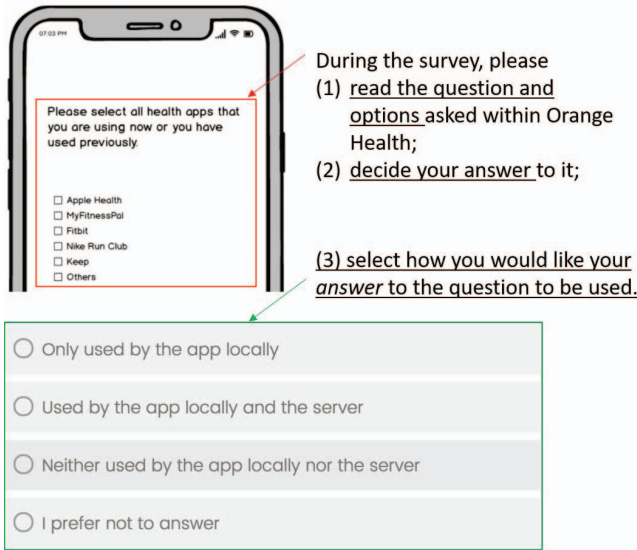 07:03 PM
Please select all health apps that
you are using now or you have
used previously.
Apple Health
MyFitnessPal
Fitbit
Nike Run Club
Keep
Others
During the survey, please
(1) read the question and
options asked within Orange
Health;
(2) decide your answer to it;
(3) select how you would like your
answer to the question to be used.
Only used by the app locally
Used by the app locally and the server
Neither used by the app locally nor the server
I prefer not to answer